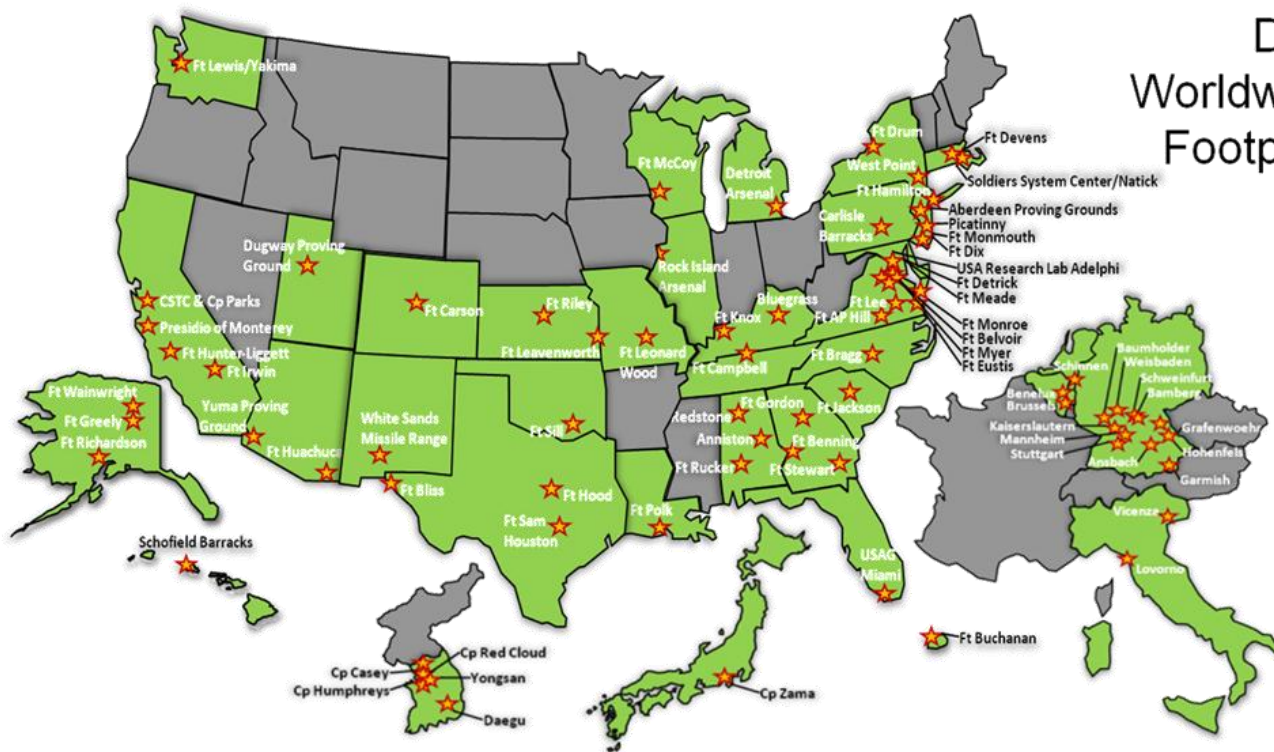 D
Worldw
Footp
Ft Lewis/Yakima
Ft Drum
Ft Devens
Ft McCoy
West Point
Detroit
Arsenal
Soldiers System Center/Natick
Ft Hamilton
Aberdeen Proving Grounds
Carlisle
Barracks
Picatinny
Ft Monmouth
Ft Dix
Dugway Proving
Ground
USA Research Lab Adelphi
Rock Island
Arsenal
Ft Detrick
Ft Meade
CSTC & Cp Parks
Ft Carson
Ft Riley
Bluegrass
Ft Lee
Ft Knox
Ft AP Hill
Presidio of Monterey
Ft Monroe
Ft Belvoir
Ft Myer
Ft Eustis
Ft Leavenworth
Ft Leonard
Wood
Ft Hunter-Liggett
Ft Irwin
Ft Campbell
Ft Bragg
Baumholder
Weisbaden
Schinnen
Schweinfurt
Bamberg
Benelux
Brussels
Ft Wainwright
Ft Greely
Ft Richardson
Yuma Proving
Ground
White Sands
Missile Range
Ft Sill
Redstone
Ft Gordon
Ft Jackson
Anniston
Kaiserslautern
Mannheim
Stuttgart
Grafenwoehr
Hohenfels
Ansbach
Garmish
Ft Huachuca
Ft Bliss
Ft Rucker
Ft Benning
Ft Stewart
Ft Hood
Ft Sam
Houston
Ft Polk
Vicenza
Schofield Barracks
USAG
Miami
Lovorno
Ft Buchanan
Cp Red Cloud
Cp Casey
Yongsan
Cp Humphreys
Cp Zama
Daegu